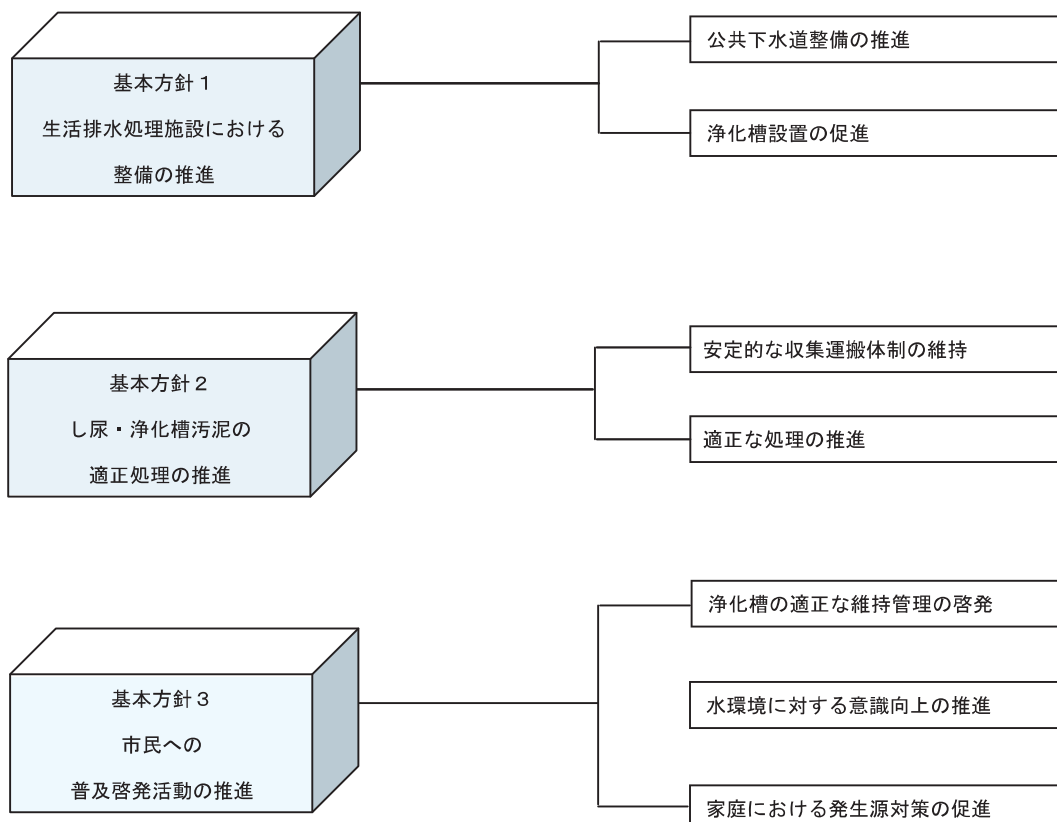 基本方針１
生活排水処理施設における
整備の推進
公共下水道整備の推進
浄化槽設置の促進
基本方針２
し尿・浄化槽汚泥の
適正処理の推進
安定的な収集運搬体制の維持
適正な処理の推進
基本方針３
市民への
普及啓発活動の推進
浄化槽の適正な維持管理の啓発
水環境に対する意識向上の推進
家庭における発生源対策の促進